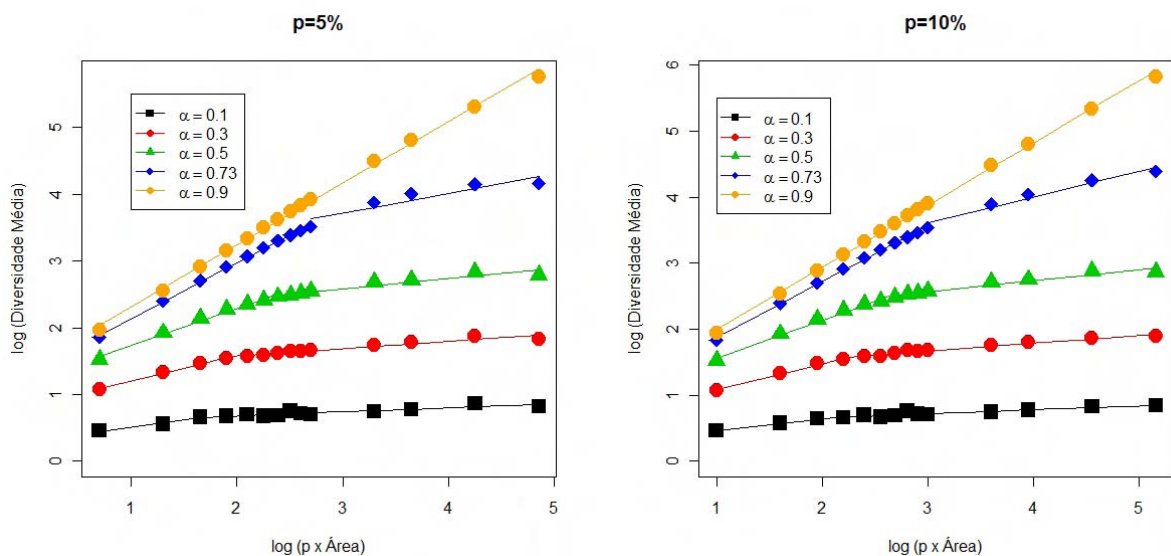 p=5%
log (Diversidade Média)
5
4
3
2
1
0
α = 0.1
α = 0.3
α = 0.5
α = 0.73
α = 0.9
1 2 3 4 5
log (p x Área)
p=10%
log (Diversidade Média)
6
5
4
3
2
1
0
α = 0.1
α = 0.3
α = 0.5
α = 0.73
α = 0.9
1 2 3 4 5
log (p x Área)